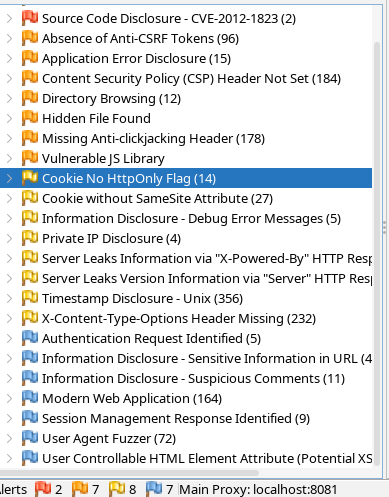 Source Code Disclosure - CVE-2012-1823 (2)
Absence of Anti-CSRF Tokens (96)
Application Error Disclosure (15)
Content Security Policy (CSP) Header Not Set (184)
Directory Browsing (12)
Hidden File Found
Missing Anti-clickjacking Header (178)
Vulnerable JS Library
Cookie No HttpOnly Flag (14)
Cookie without SameSite Attribute (27)
Information Disclosure - Debug Error Messages (5)
Private IP Disclosure (4)
Server Leaks Information via "X-Powered-By" HTTP Resp
Server Leaks Version Information via "Server" HTTP Resp
Timestamp Disclosure - Unix (356)
X-Content-Type-Options Header Missing (232)
Authentication Request Identified (5)
Information Disclosure - Sensitive Information in URL (4
Information Disclosure - Suspicious Comments (11)
Modern Web Application (164)
Session Management Response Identified (9)
User Agent Fuzzer (72)
User Controllable HTML Element Attribute (Potential XS
lerts 2 7 8 7 Main Proxy: localhost:8081